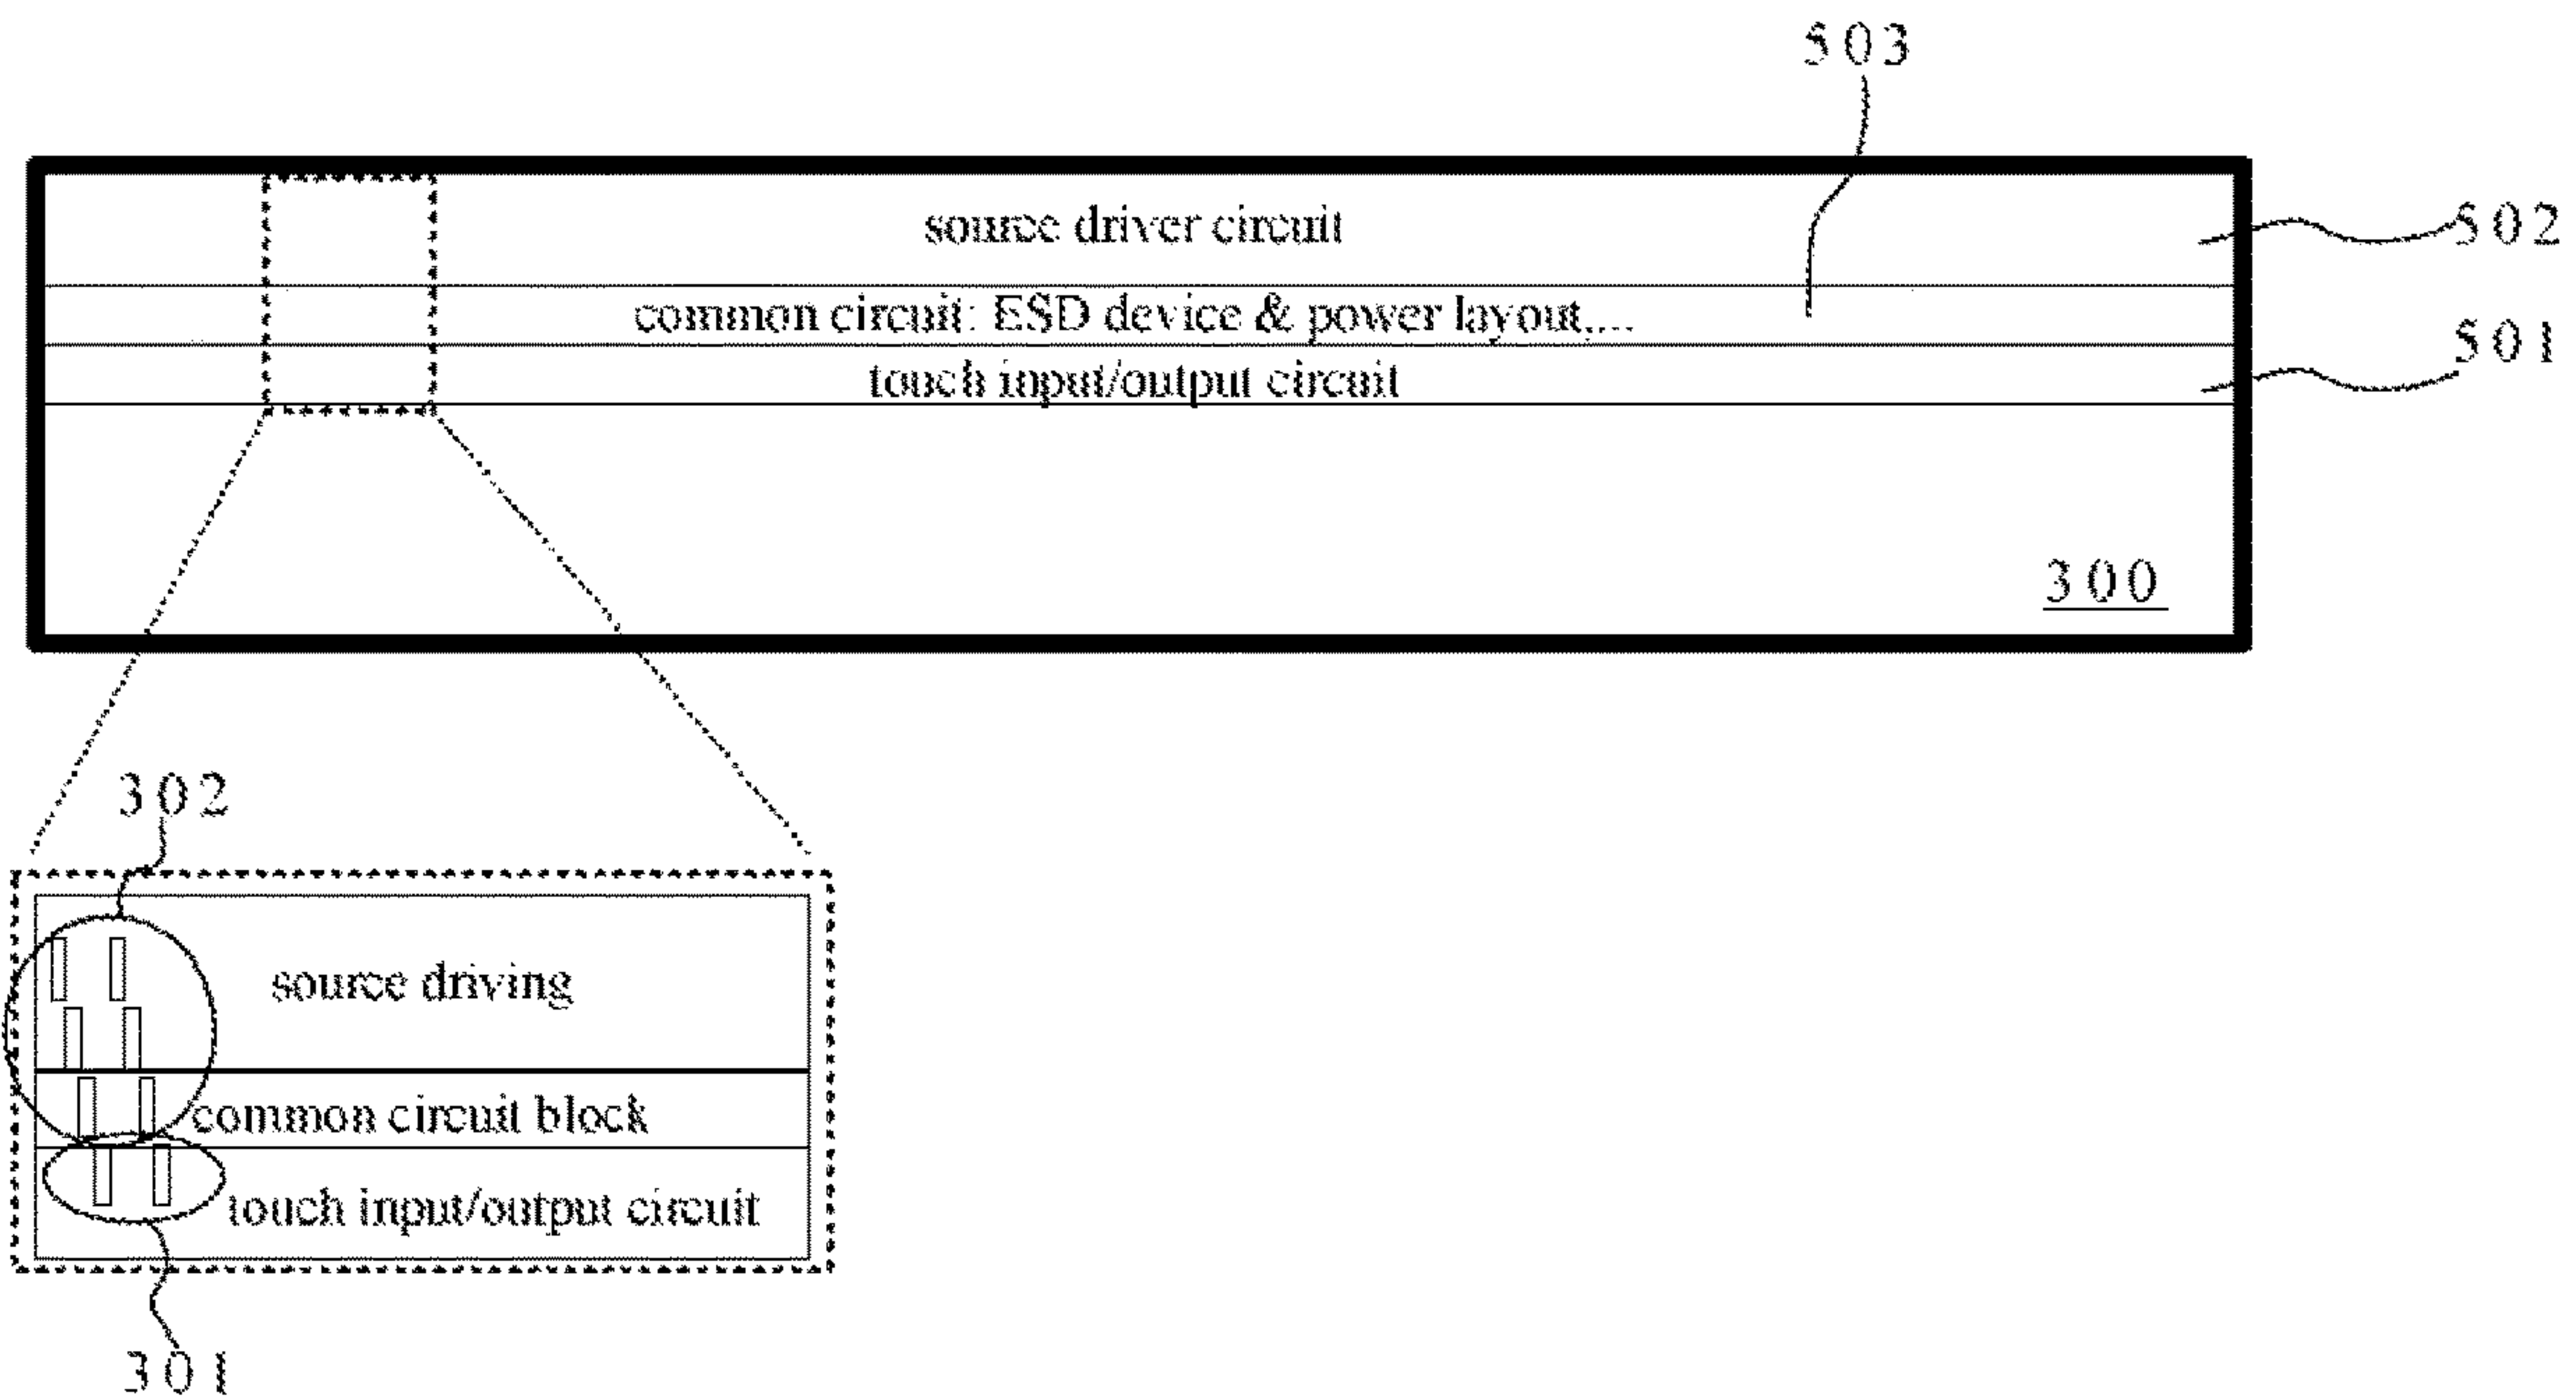 503
source driver circuit
502
common circuit: ESD device & power layout,...
501
touch input/output circuit
300
302
source driving
common circuit block
touch input/output circuit
301